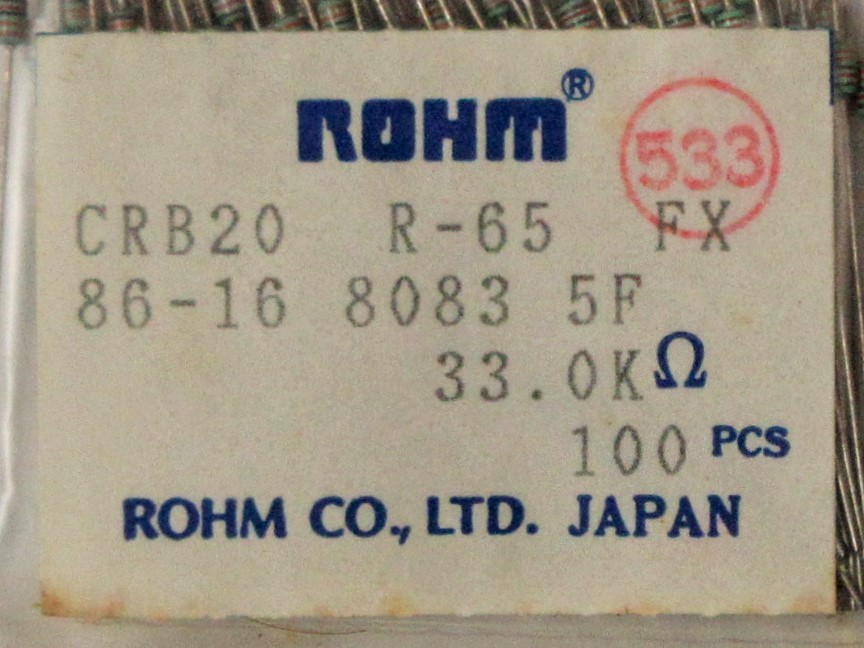 ROHM®
533
CRB20 R-65 FX
86-16 8083 5F
33.0KΩ
100 PCS
ROHM CO., LTD. JAPAN